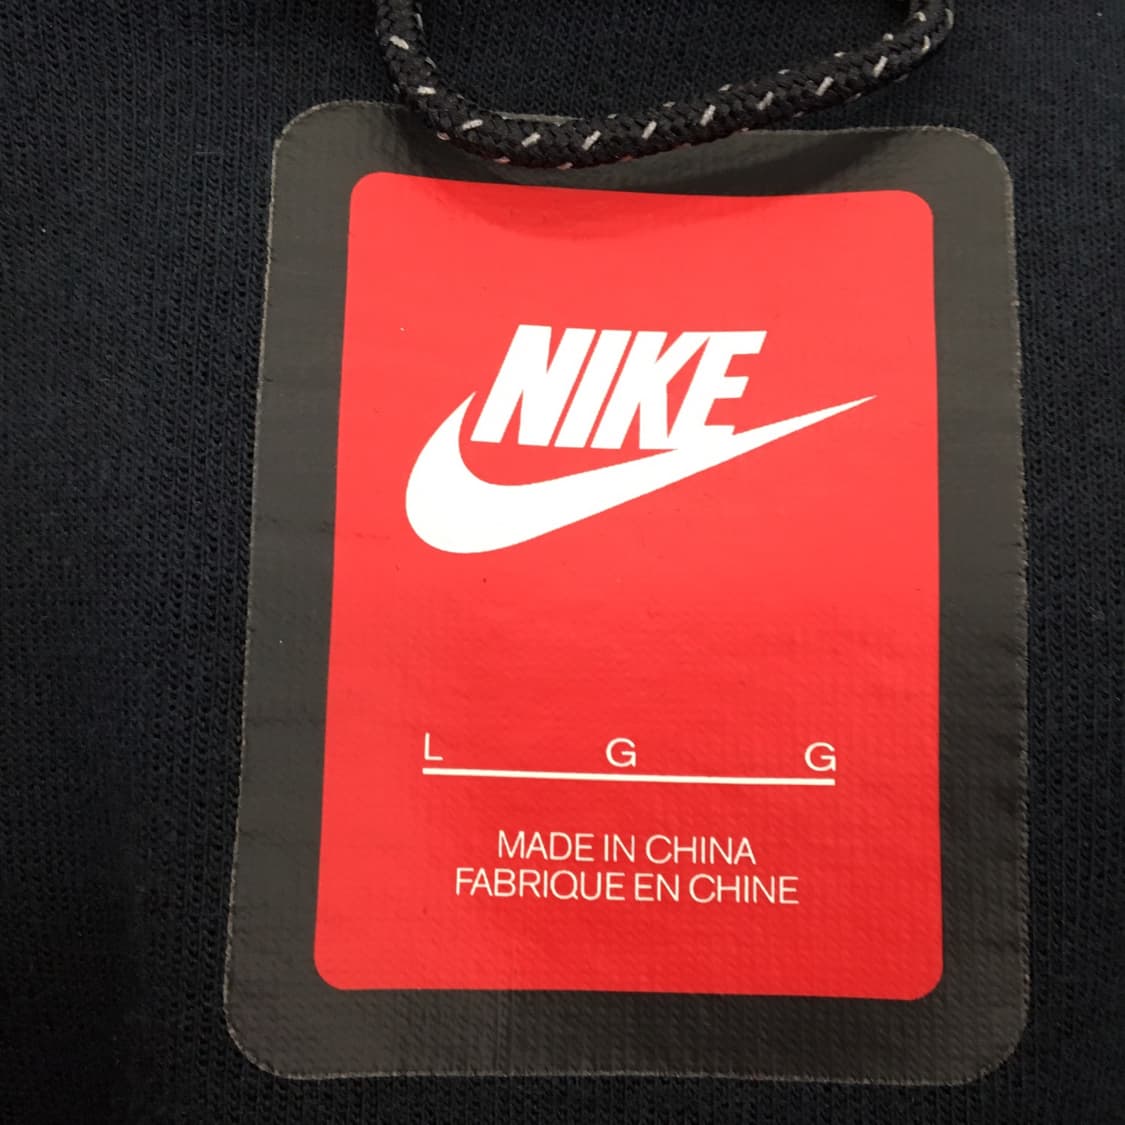 NIKE
L G G
MADE IN CHINA
FABRIQUE EN CHINE